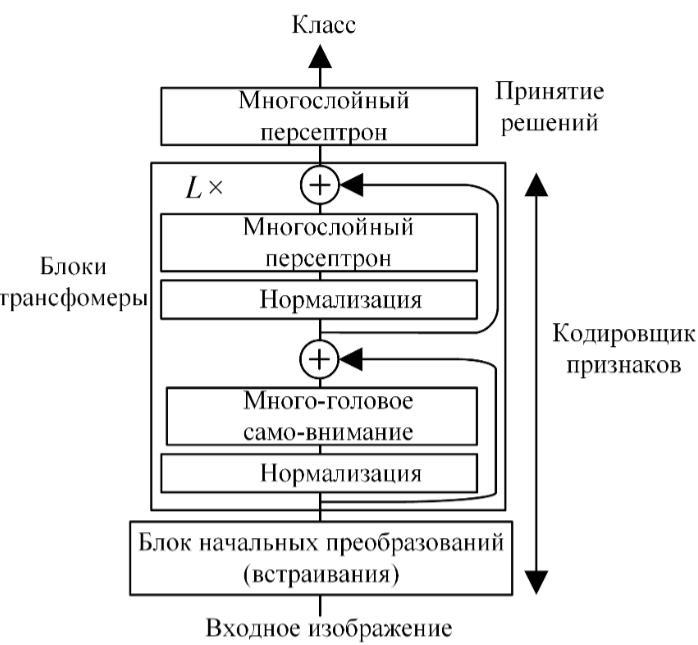 Класс
Многослойный
персептрон
Принятие
решений
L×
Многослойный
персептрон
Нормализация
Блоки
трансфомеры
Кодировщик
признаков
Много-головое
само-внимание
Нормализация
Блок начальных преобразований
(встраивания)
Входное изображение